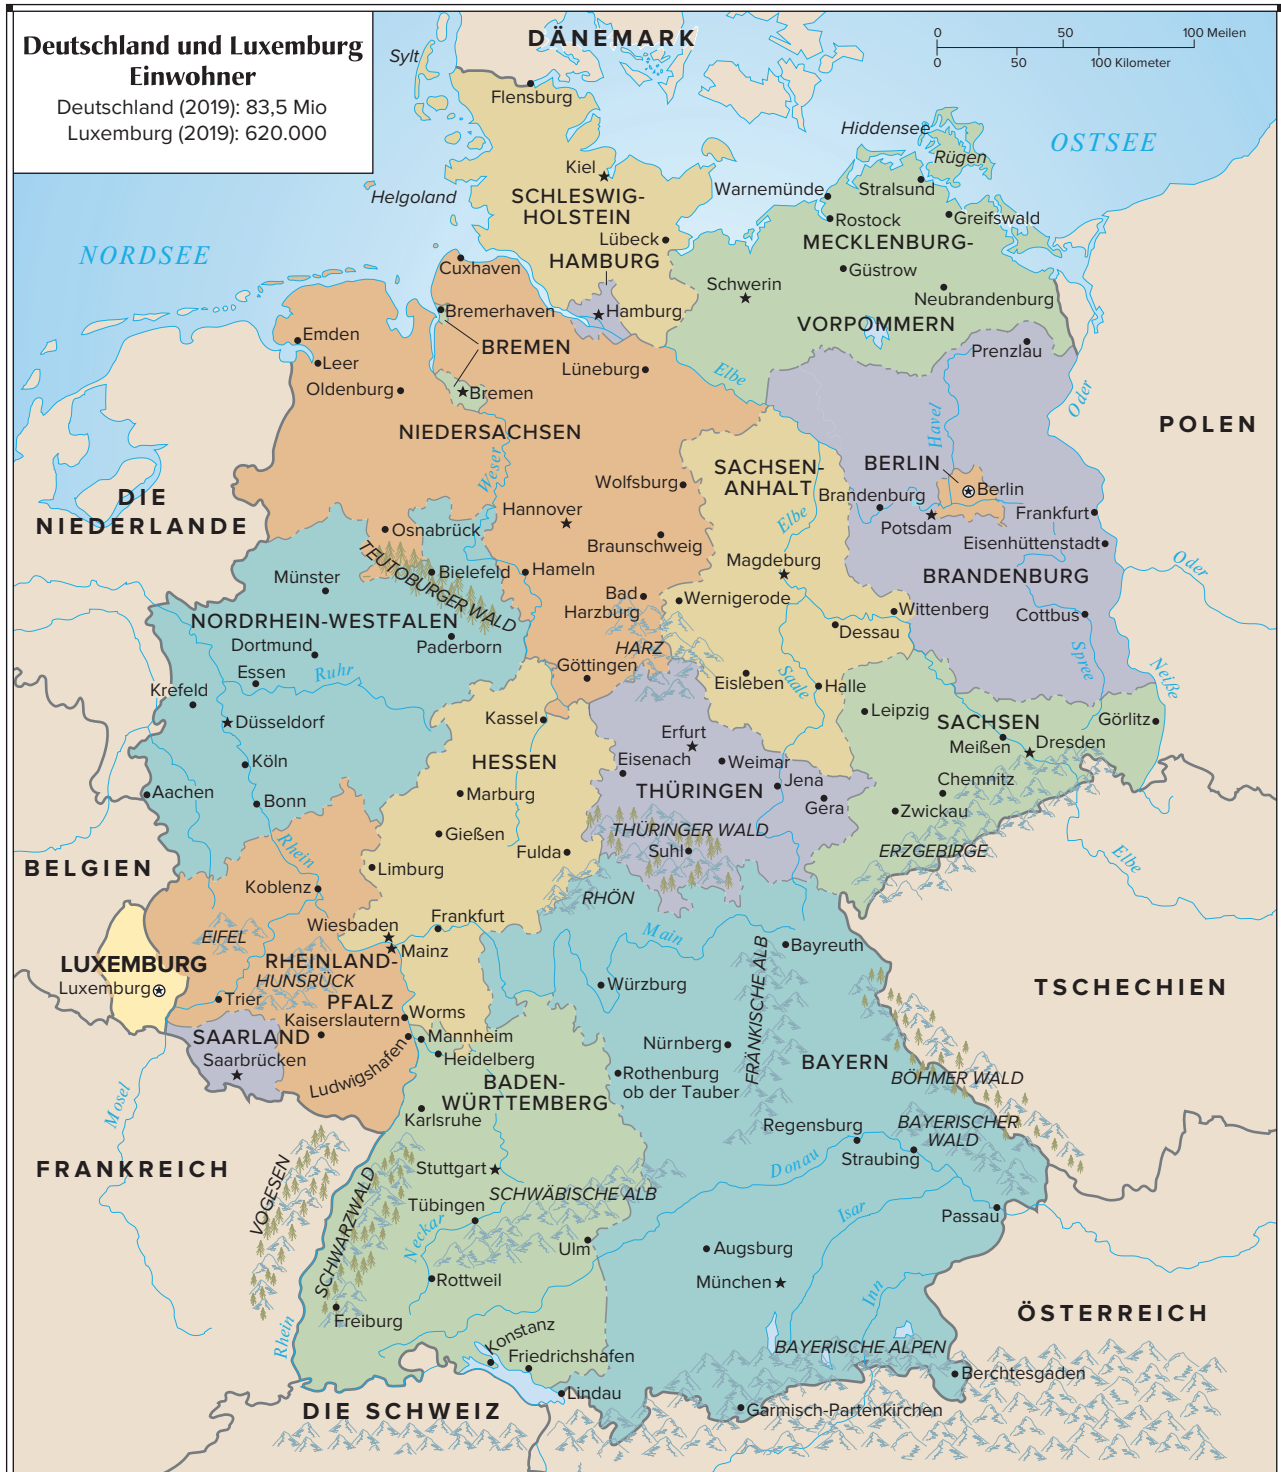 Deutschland und Luxemburg
Einwohner
Deutschland (2019): 83,5 Mio
Luxemburg (2019): 620.000
DÄNEMARK
0 50 100 Meilen
0 50 100 Kilometer
Sylt
Flensburg
Hiddensee
OSTSEE
Rügen
Kiel
Helgoland
SCHLESWIG-
HOLSTEIN
Warnemünde
Stralsund
Rostock
Greifswald
NORDSEE
Lübeck
MECKLENBURG-
VORPOMMERN
Cuxhaven
HAMBURG
Güstrow
Schwerin
Neubrandenburg
Bremerhaven
Hamburg
Emden
BREMEN
Prenzlau
Leer
Lüneburg
Elbe
Oldenburg
Bremen
Havel
Oder
POLEN
NIEDERSACHSEN
Weser
SACHSEN-
ANHALT
BERLIN
Wolfsburg
Brandenburg
Berlin
DIE
NIEDERLANDE
Hannover
Elbe
Potsdam
Frankfurt
Osnabrück
Braunschweig
Eisenhüttenstadt
TEUTOBURGER WALD
Bielefeld
Hameln
Magdeburg
Oder
Münster
BRANDENBURG
Bad
Harzburg
Wernigerode
Wittenberg
NORDRHEIN-WESTFALEN
Cottbus
Dortmund
Paderborn
HARZ
Dessau
Essen
Ruhr
Göttingen
Spree
Neiße
Krefeld
Eisleben
Saale
Halle
Düsseldorf
Kassel
Leipzig
SACHSEN
Görlitz
Erfurt
Meißen
Dresden
Köln
HESSEN
Eisenach
Weimar
Aachen
Marburg
THÜRINGEN
Jena
Chemnitz
Bonn
Gera
Zwickau
Gießen
THÜRINGER WALD
Rhein
Fulda
Suhl
ERZGEBIRGE
Elbe
BELGIEN
Limburg
Koblenz
RHÖN
EIFEL
Wiesbaden
Frankfurt
Main
Mainz
Bayreuth
LUXEMBURG
Luxemburg
RHEINLAND-
PFALZ
HUNSRÜCK
Würzburg
FRÄNKISCHE ALB
TSCHECHIEN
Trier
Worms
Kaiserslautern
SAARLAND
Mannheim
Nürnberg
Saarbrücken
Heidelberg
BAYERN
Ludwigshafen
BADEN-
WÜRTTEMBERG
Rothenburg
ob der Tauber
BÖHMER WALD
Mosel
Karlsruhe
Regensburg
BAYERISCHER
WALD
FRANKREICH
VOGESEN
SCHWARZWALD
Stuttgart
Donau
Straubing
SCHWÄBISCHE ALB
Tübingen
Isar
Passau
Neckar
Ulm
Augsburg
Rottweil
München
Inn
ÖSTERREICH
Freiburg
Rhein
Konstanz
Friedrichshafen
BAYERISCHE ALPEN
Berchtesgaden
Lindau
DIE SCHWEIZ
Garmisch-Partenkirchen